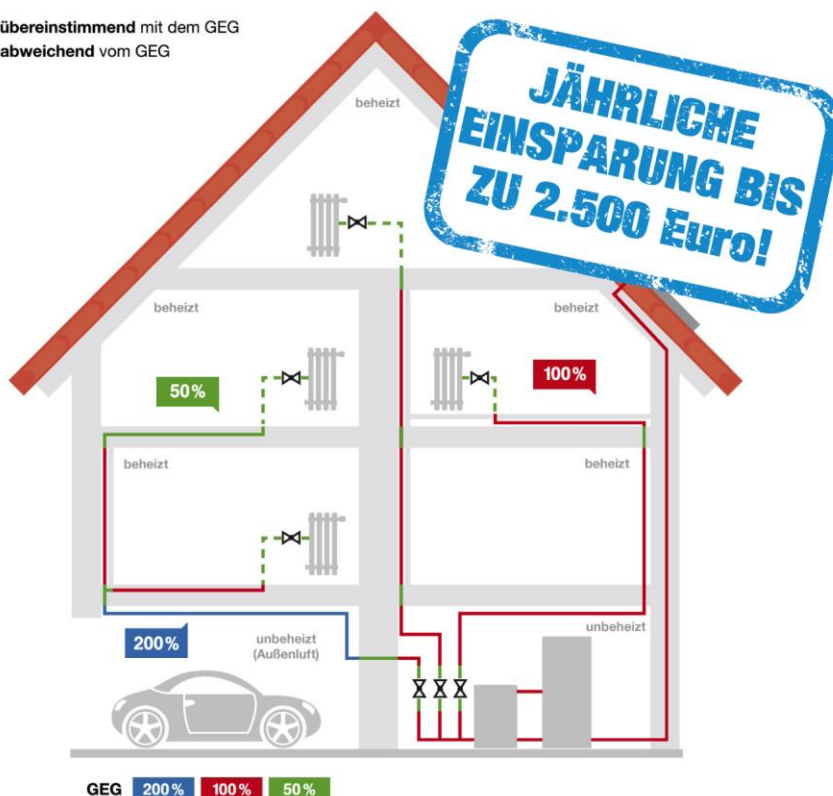 übereinstimmend mit dem GEG
abweichend vom GEG
JÄHRLICHE
EINSPARUNG BIS
ZU 2.500 Euro!
beheizt
beheizt
beheizt
50 %
100 %
beheizt
beheizt
200 %
unbeheizt
(Außenluft)
unbeheizt
GEG 200 % 100 % 50 %